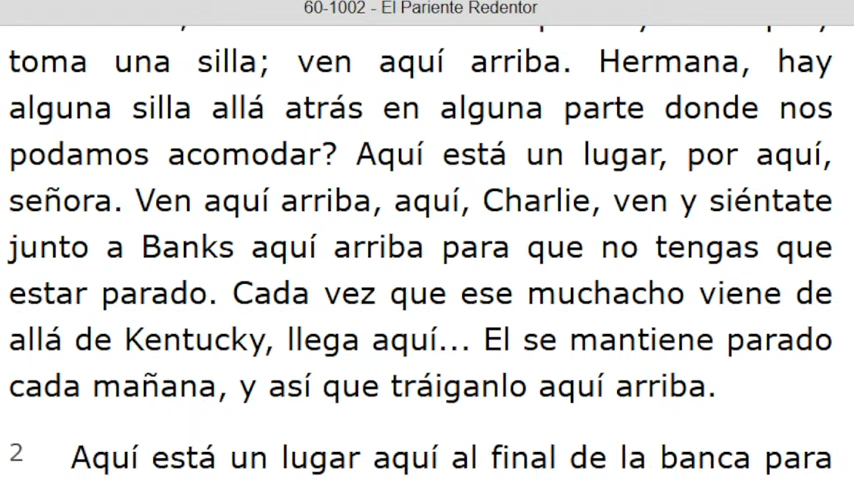 60-1002 - El Pariente Redentor
toma una silla; ven aquí arriba. Hermana, hay
alguna silla allá atrás en alguna parte donde nos
podamos acomodar? Aquí está un lugar, por aquí,
señora. Ven aquí arriba, aquí, Charlie, ven y siéntate
junto a Banks aquí arriba para que no tengas que
estar parado. Cada vez que ese muchacho viene de
allá de Kentucky, llega aquí... El se mantiene parado
cada mañana, y así que tráiganlo aquí arriba.
2 Aquí está un lugar aquí al final de la banca para